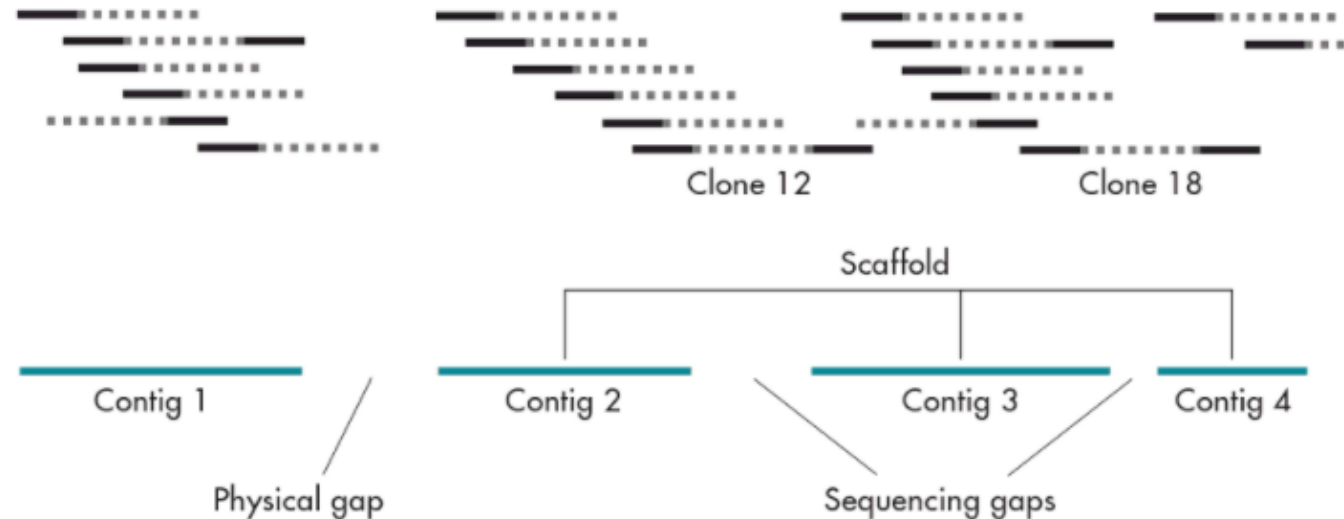 Clone 12
Clone 18
Scaffold
Contig 1
Contig 2
Contig 3
Contig 4
Physical gap
Sequencing gaps